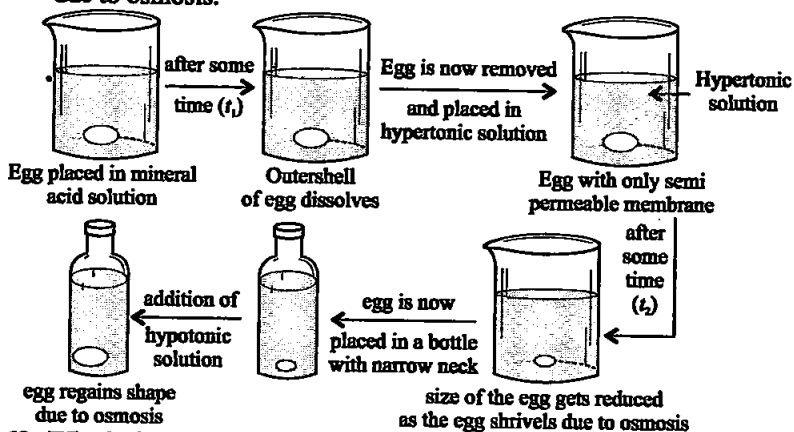 due to osmosis.
after some
time (t₁)
Egg is now removed
and placed in
hypertonic solution
Hypertonic
solution
Egg placed in mineral
acid solution
Outershell
of egg dissolves
Egg with only semi
permeable membrane
after
some
time
(t₂)
addition of
hypotonic
solution
egg is now
placed in a bottle
with narrow neck
egg regains shape
due to osmosis
size of the egg gets reduced
as the egg shrivels due to osmosis